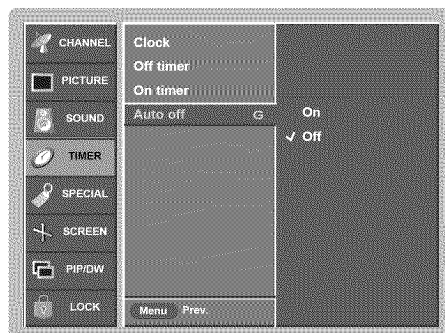 CHANNEL
PICTURE
SOUND
TIMER
SPECIAL
SCREEN
PIP/DW
LOCK
Clock
Off timer
On timer
Auto off G
On
✓ Off
Menu Prev.